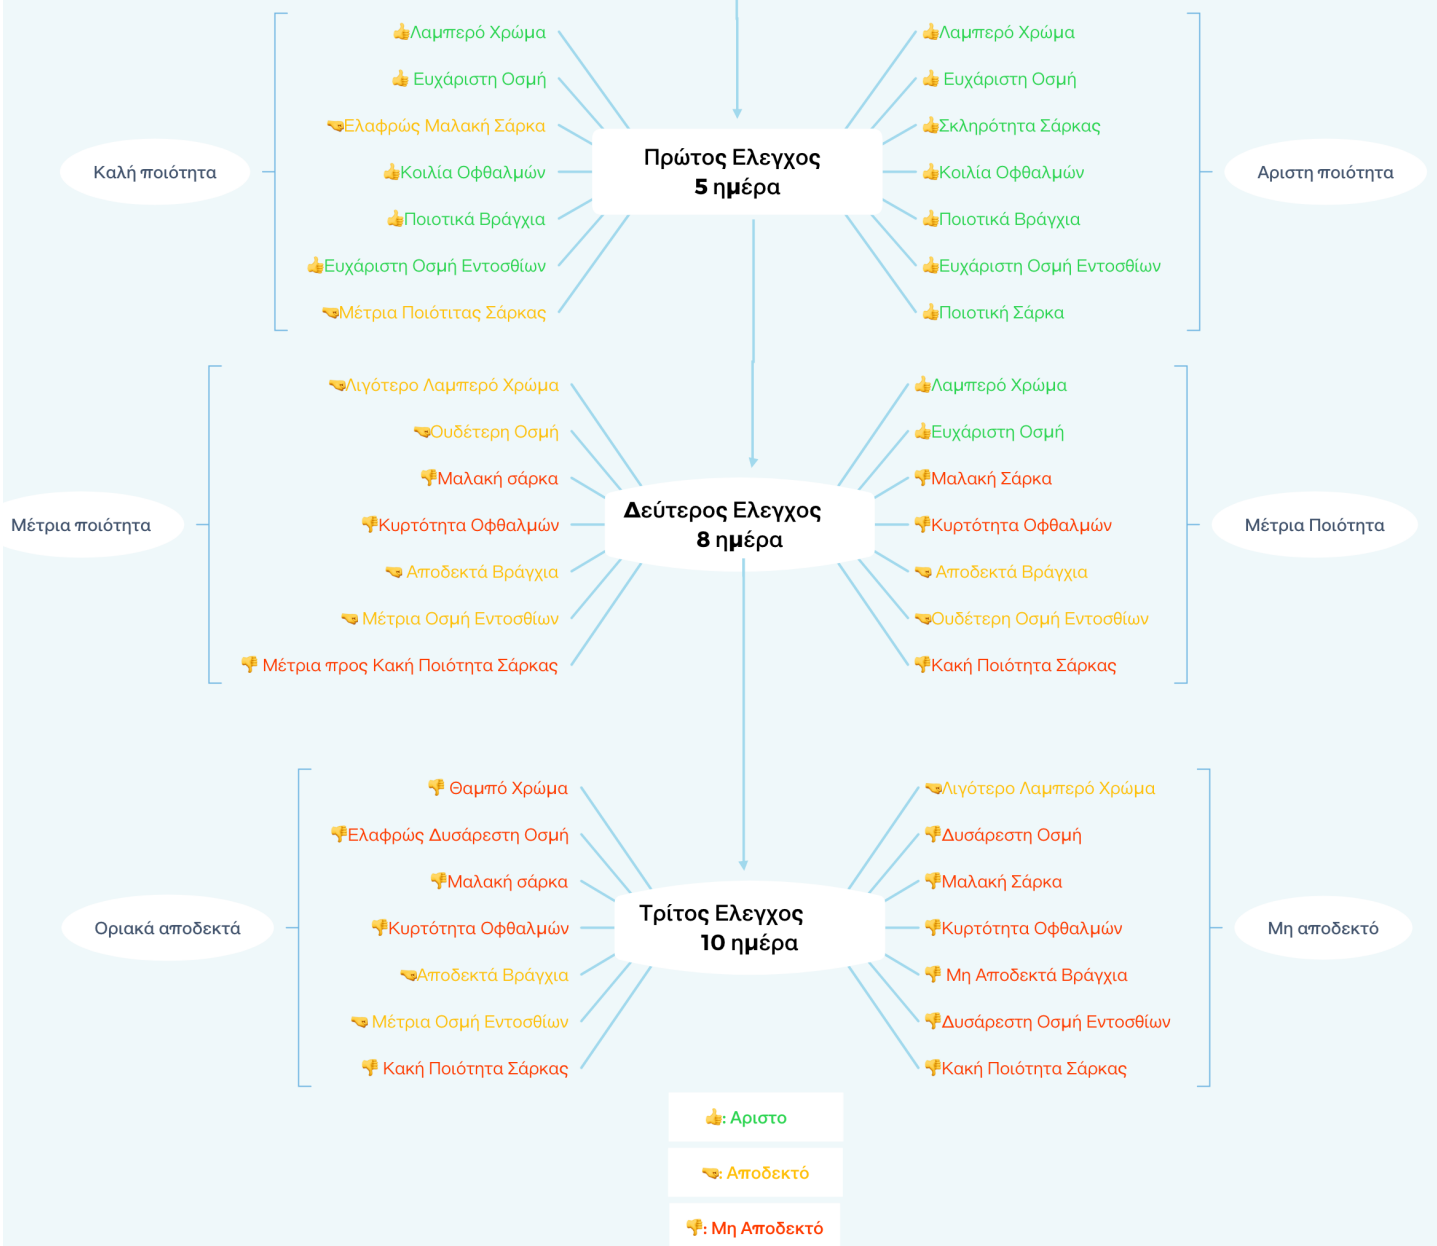 👍Λαμπερό Χρώμα
👍 Ευχάριστη Οσμή
🤜Ελαφρώς Μαλακή Σάρκα
👍Κοιλία Οφθαλμών
👍Ποιοτικά Βράγχια
👍Ευχάριστη Οσμή Εντοσθίων
🤜Μέτρια Ποιότιτας Σάρκας
Καλή ποιότητα
Πρώτος Ελεγχος
5 ημέρα
👍Λαμπερό Χρώμα
👍 Ευχάριστη Οσμή
👍Σκληρότητα Σάρκας
👍Κοιλία Οφθαλμών
👍Ποιοτικά Βράγχια
👍Ευχάριστη Οσμή Εντοσθίων
👍Ποιοτική Σάρκα
Αριστη ποιότητα
🤜Λιγότερο Λαμπερό Χρώμα
🤜Ουδέτερη Οσμή
👎Μαλακή σάρκα
👎Κυρτότητα Οφθαλμών
🤜 Αποδεκτά Βράγχια
🤜 Μέτρια Οσμή Εντοσθίων
👎 Μέτρια προς Κακή Ποιότητα Σάρκας
Μέτρια ποιότητα
Δεύτερος Ελεγχος
8 ημέρα
👍Λαμπερό Χρώμα
👍Ευχάριστη Οσμή
👎Μαλακή Σάρκα
👎Κυρτότητα Οφθαλμών
🤜 Αποδεκτά Βράγχια
🤜Ουδέτερη Οσμή Εντοσθίων
👎Κακή Ποιότητα Σάρκας
Μέτρια Ποιότητα
👎 Θαμπό Χρώμα
👎Ελαφρώς Δυσάρεστη Οσμή
👎Μαλακή σάρκα
👎Κυρτότητα Οφθαλμών
🤜Αποδεκτά Βράγχια
🤜 Μέτρια Οσμή Εντοσθίων
👎 Κακή Ποιότητα Σάρκας
Οριακά αποδεκτά
Τρίτος Ελεγχος
10 ημέρα
🤜Λιγότερο Λαμπερό Χρώμα
👎Δυσάρεστη Οσμή
👎Μαλακή Σάρκα
👎Κυρτότητα Οφθαλμών
👎 Μη Αποδεκτά Βράγχια
👎Δυσάρεστη Οσμή Εντοσθίων
👎Κακή Ποιότητα Σάρκας
Μη αποδεκτό
👍: Αριστο
🤜: Αποδεκτό
👎: Μη Αποδεκτό